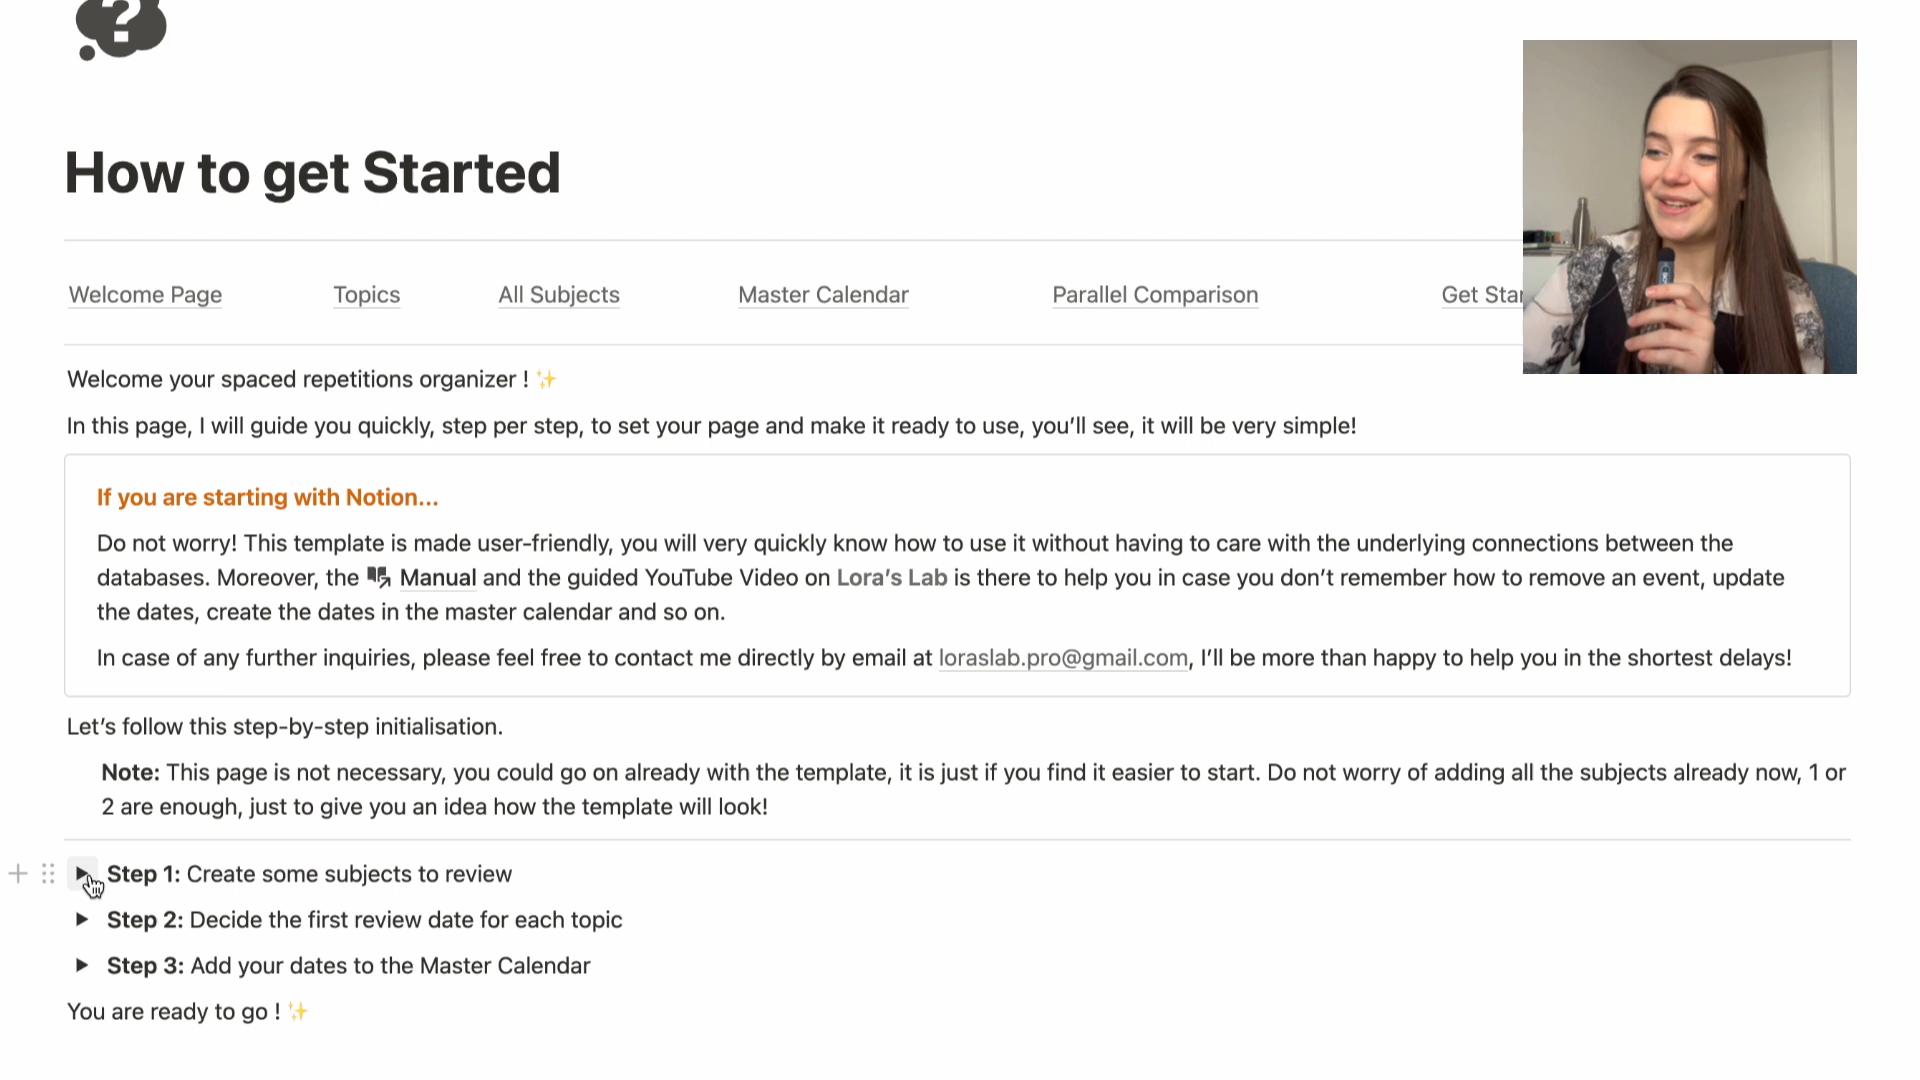 ?
How to get Started
Welcome Page Topics All Subjects Master Calendar Parallel Comparison Get Star
Welcome your spaced repetitions organizer ! ✨
In this page, I will guide you quickly, step per step, to set your page and make it ready to use, you’ll see, it will be very simple!
If you are starting with Notion...
Do not worry! This template is made user-friendly, you will very quickly know how to use it without having to care with the underlying connections between the
databases. Moreover, the Manual and the guided YouTube Video on Lora’s Lab is there to help you in case you don’t remember how to remove an event, update
the dates, create the dates in the master calendar and so on.
In case of any further inquiries, please feel free to contact me directly by email at loraslab.pro@gmail.com, I’ll be more than happy to help you in the shortest delays!
Let’s follow this step-by-step initialisation.
Note: This page is not necessary, you could go on already with the template, it is just if you find it easier to start. Do not worry of adding all the subjects already now, 1 or
2 are enough, just to give you an idea how the template will look!
Step 1: Create some subjects to review
Step 2: Decide the first review date for each topic
Step 3: Add your dates to the Master Calendar
You are ready to go ! ✨